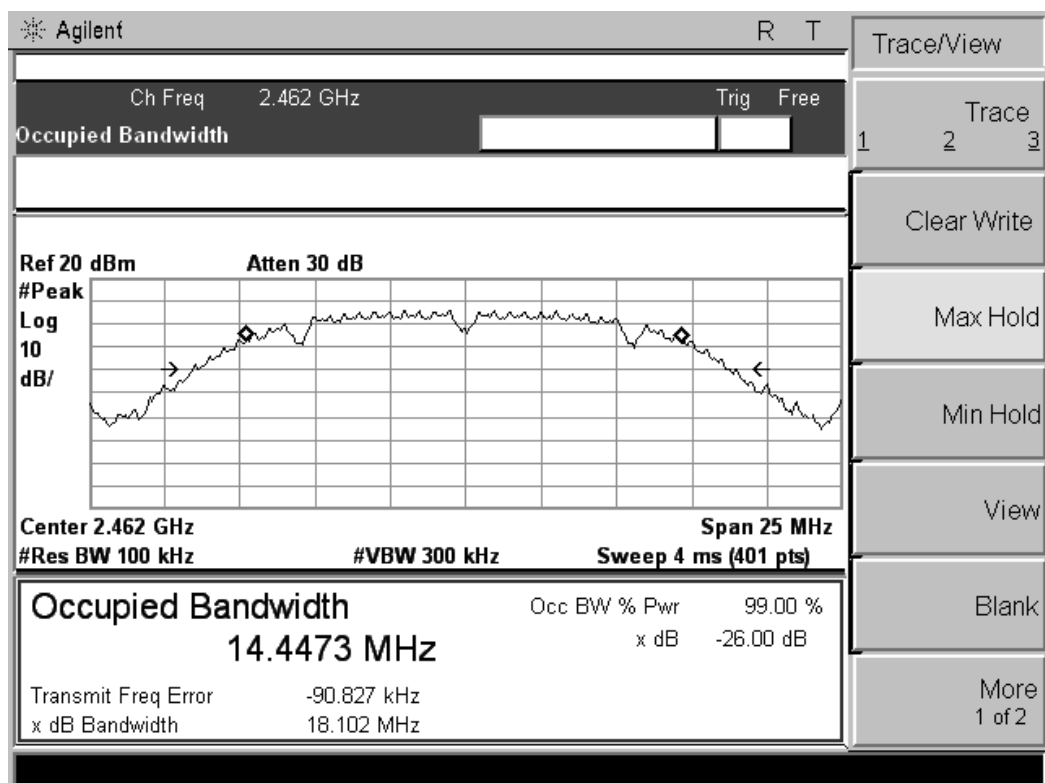 Agilent R T
Trace/View
Ch Freq 2.462 GHz Trig Free
Occupied Bandwidth
Trace
1 2 3
Clear Write
Ref 20 dBm Atten 30 dB
#Peak
Log
10
dB/
Max Hold
Min Hold
Center 2.462 GHz Span 25 MHz
#Res BW 100 kHz #VBW 300 kHz Sweep 4 ms (401 pts)
View
Occupied Bandwidth
14.4473 MHz
Occ BW % Pwr 99.00 %
x dB -26.00 dB
Transmit Freq Error -90.827 kHz
x dB Bandwidth 18.102 MHz
Blank
More
1 of 2